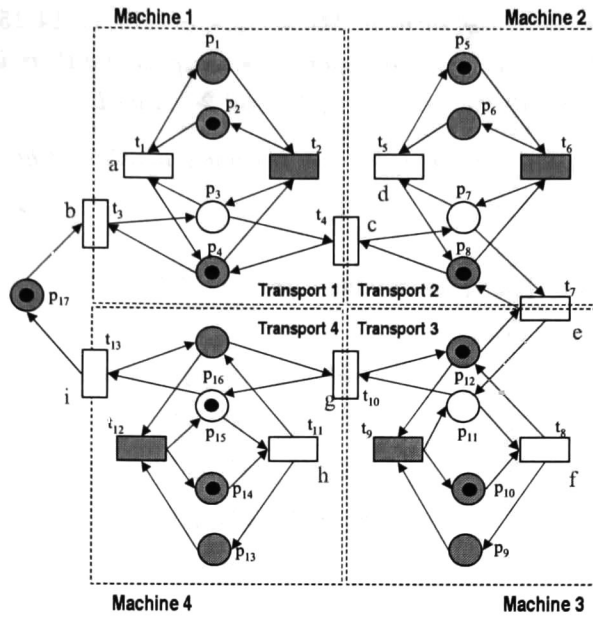 Machine 1
Machine 2
p1
p5
p2
p6
t1
t2
t5
t6
a
d
b
t3
p3
t4
c
p7
p4
p8
t7
p17
Transport 1
Transport 2
e
t13
Transport 4
Transport 3
i
p16
g
t10
p12
t12
p15
t11
t9
p11
t8
h
f
p14
p10
p13
p9
Machine 4
Machine 3